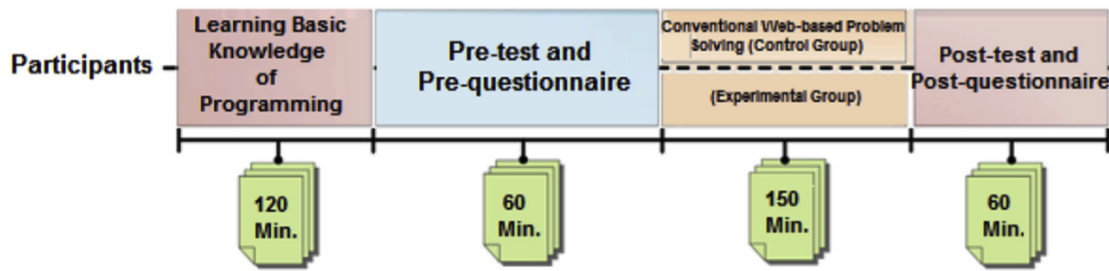 Participants
Learning Basic
Knowledge
of
Programming
Pre-test and
Pre-questionnaire
Conventional Web-based Problem
Solving (Control Group)
(Experimental Group)
Post-test and
Post-questionnaire
120
Min.
60
Min.
150
Min.
60
Min.